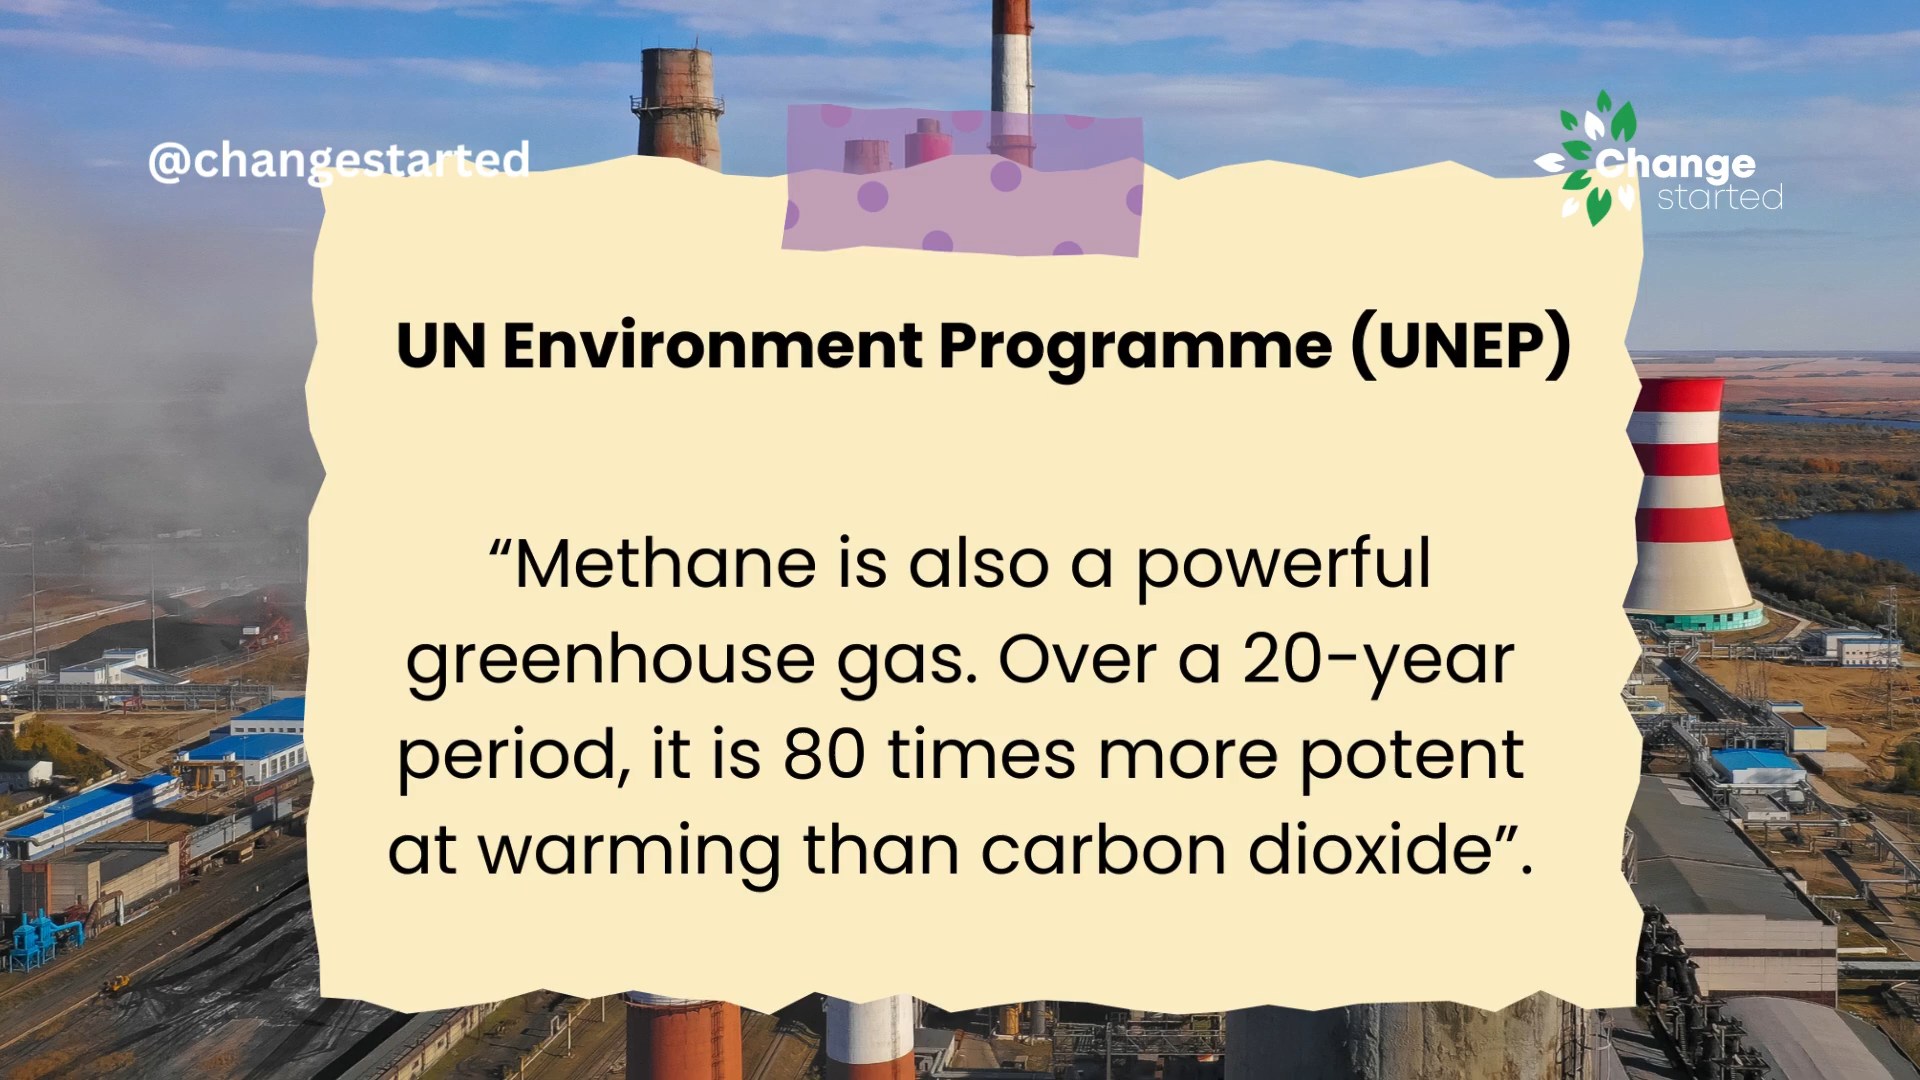 @changestarted
Change
started
UN Environment Programme (UNEP)
“Methane is also a powerful
greenhouse gas. Over a 20-year
period, it is 80 times more potent
at warming than carbon dioxide”.